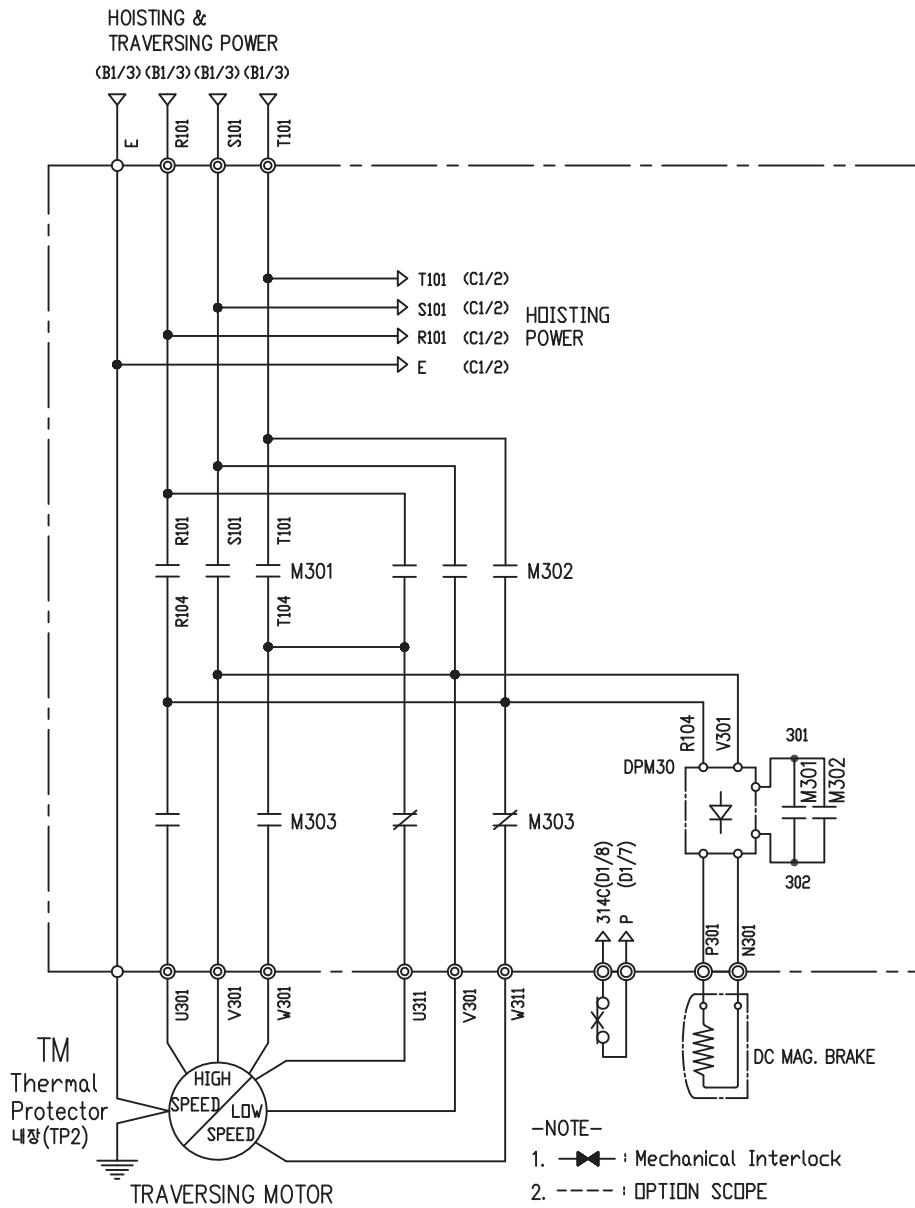 HOISTING &
TRAVERSING POWER
(B1/3) (B1/3) (B1/3) (B1/3)
E
R101
S101
T101
T101 (C1/2)
S101 (C1/2)
R101 (C1/2)
E (C1/2)
HOISTING
POWER
R101
S101
T101
M301
M302
R104
T104
R104
V301
301
DPM30
M301
M302
M303
M303
302
314C(D1/8)
P (D1/7)
P301
N301
U301
V301
W301
U311
V301
W311
TM
Thermal
Protector
내장(TP2)
HIGH
SPEED
LOW
SPEED
DC MAG. BRAKE
TRAVERSING MOTOR
-NOTE-
1. : Mechanical Interlock
2. ---- : OPTION SCOPE